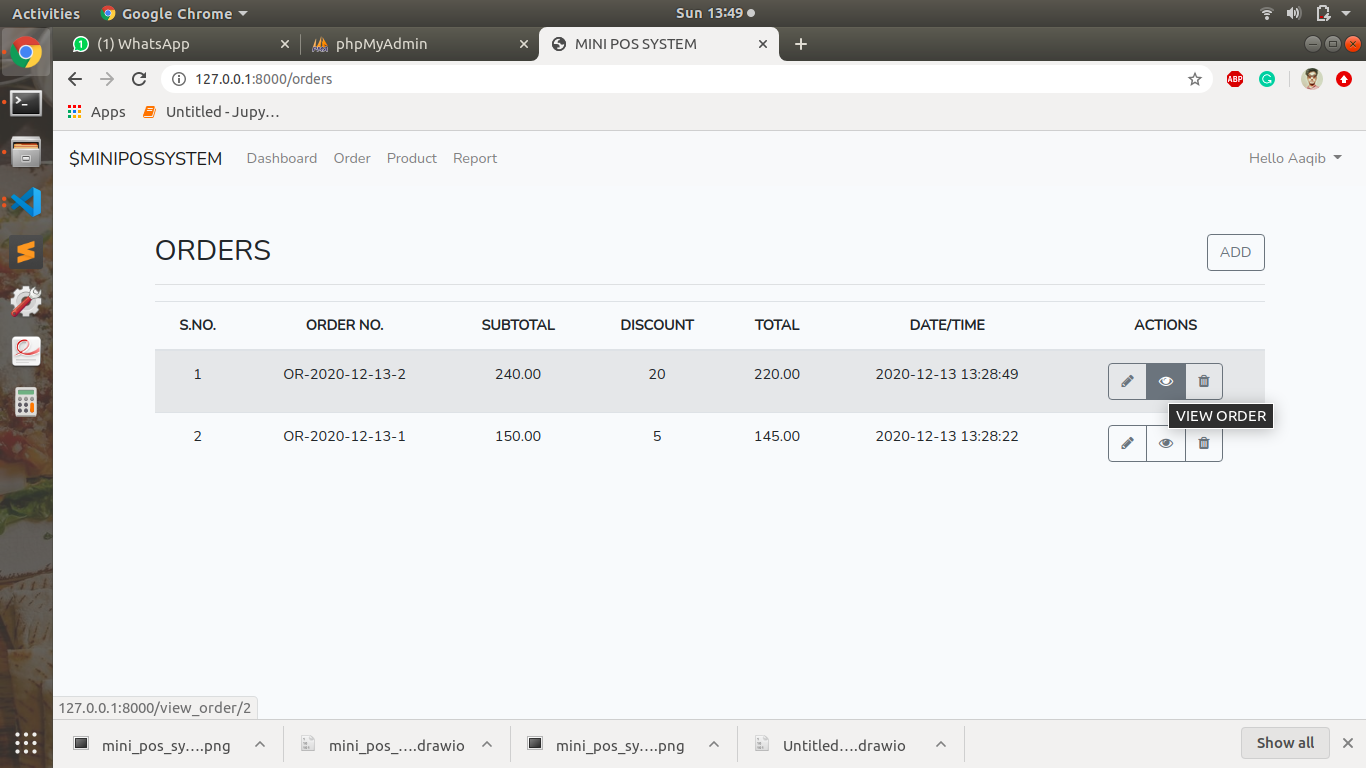 Activities Google Chrome Sun 13:49
(1) WhatsApp phpMyAdmin MINI POS SYSTEM
127.0.0.1:8000/orders ABP
Apps Untitled - Jupy…
$MINIPOSSYSTEM Dashboard Order Product Report Hello Aaqib
ORDERS ADD
S.NO. ORDER NO. SUBTOTAL DISCOUNT TOTAL DATE/TIME ACTIONS
1 OR-2020-12-13-2 240.00 20 220.00 2020-12-13 13:28:49
VIEW ORDER
2 OR-2020-12-13-1 150.00 5 145.00 2020-12-13 13:28:22
127.0.0.1:8000/view_order/2
mini_pos_sy….png mini_pos_….drawio mini_pos_sy….png Untitled….drawio Show all